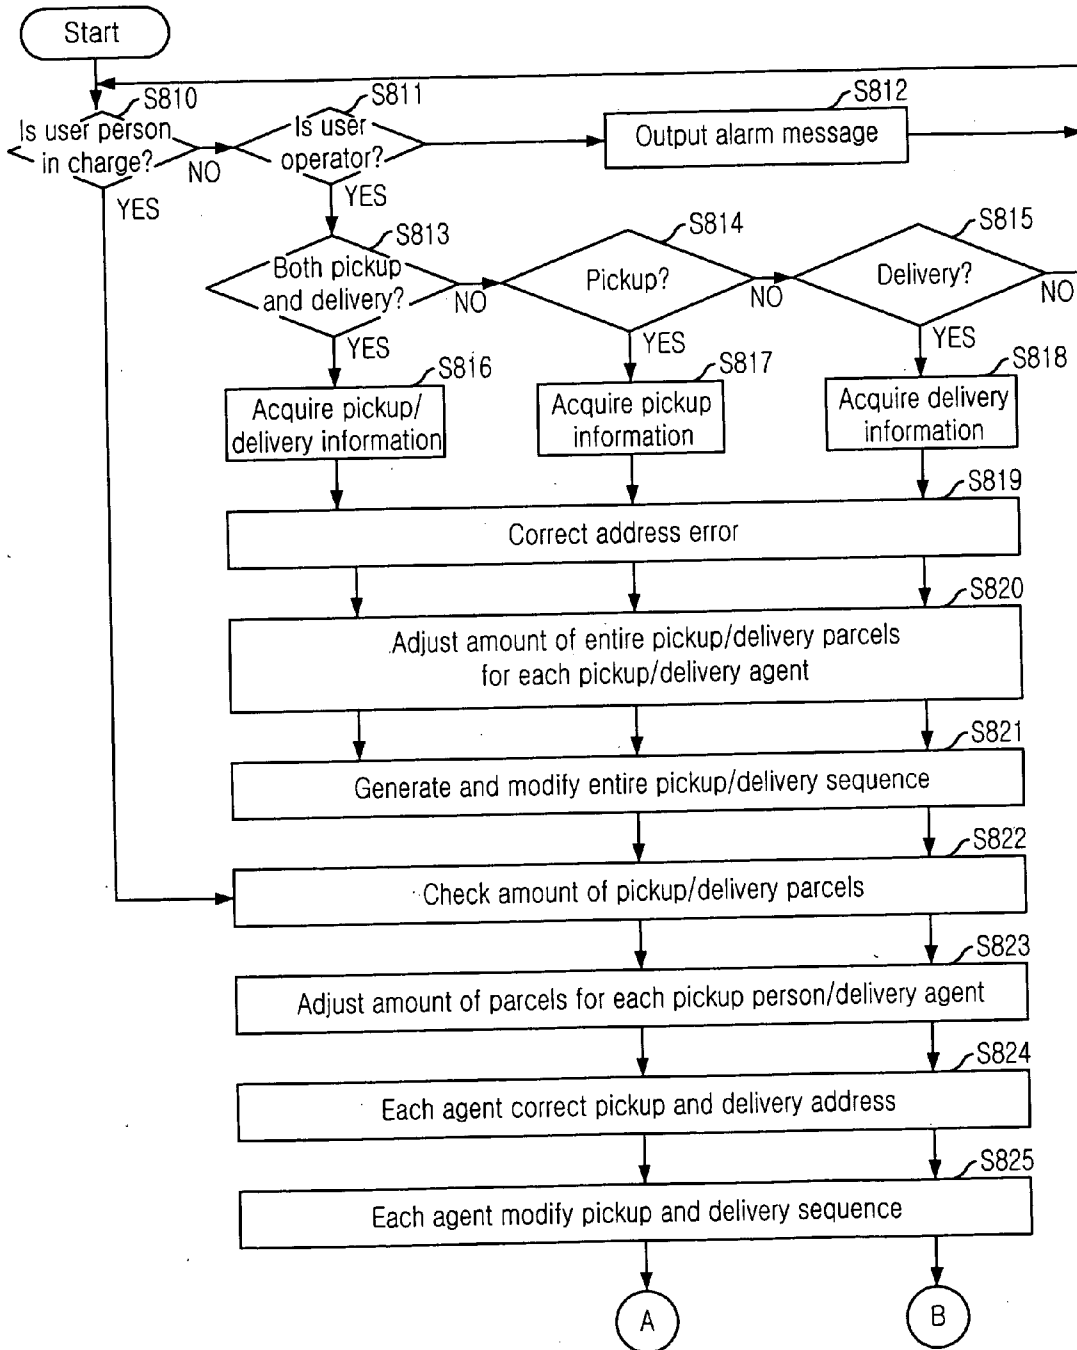 Start
S810
Is user person
in charge?
NO
YES
S811
Is user
operator?
YES
S812
Output alarm message
S813
Both pickup
and delivery?
NO
YES
S814
Pickup?
NO
YES
S815
Delivery?
NO
YES
S816
Acquire pickup/
delivery information
S817
Acquire pickup
information
S818
Acquire delivery
information
S819
Correct address error
S820
Adjust amount of entire pickup/delivery parcels
for each pickup/delivery agent
S821
Generate and modify entire pickup/delivery sequence
S822
Check amount of pickup/delivery parcels
S823
Adjust amount of parcels for each pickup person/delivery agent
S824
Each agent correct pickup and delivery address
S825
Each agent modify pickup and delivery sequence
A
B